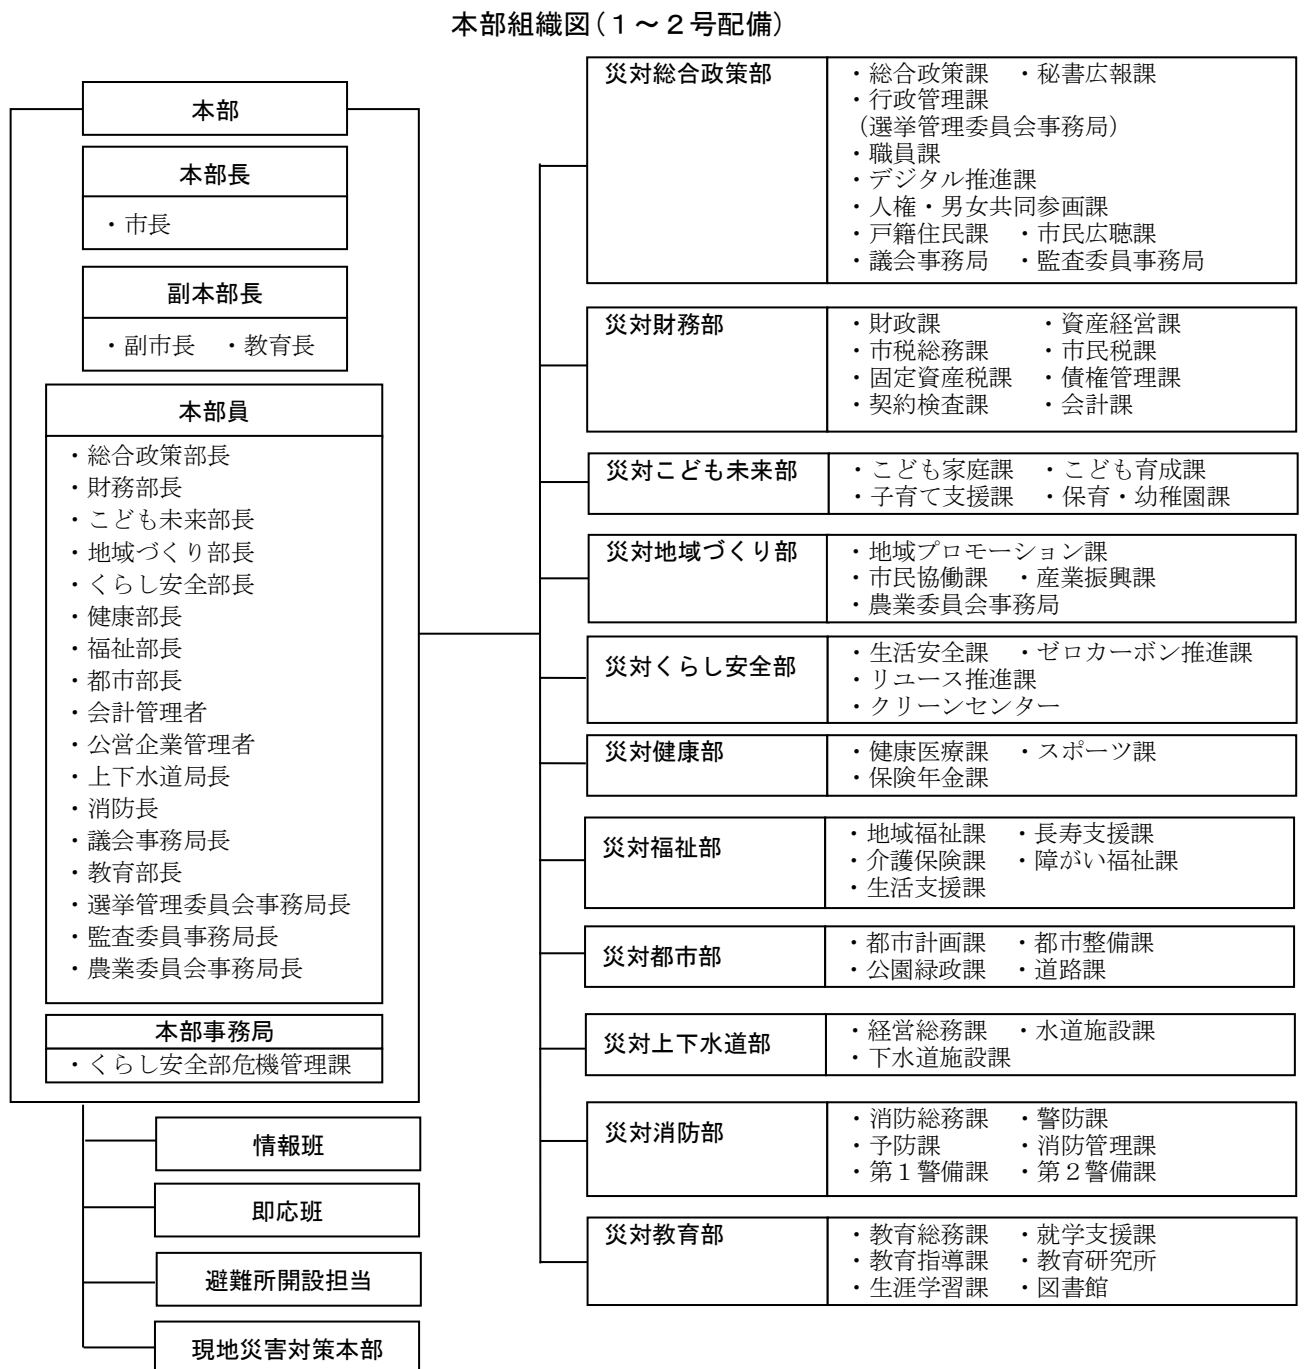 本部組織図（１～２号配備）
本部
本部長
・市長
副本部長
・副市長　・教育長
本部員
・総合政策部長
・財務部長
・こども未来部長
・地域づくり部長
・くらし安全部長
・健康部長
・福祉部長
・都市部長
・会計管理者
・公営企業管理者
・上下水道局長
・消防長
・議会事務局長
・教育部長
・選挙管理委員会事務局長
・監査委員事務局長
・農業委員会事務局長
本部事務局
・くらし安全部危機管理課
情報班
即応班
避難所開設担当
現地災害対策本部
災対総合政策部
・総合政策課　・秘書広報課
・行政管理課
（選挙管理委員会事務局）
・職員課
・デジタル推進課
・人権・男女共同参画課
・戸籍住民課　・市民広聴課
・議会事務局　・監査委員事務局
災対財務部
・財政課　・資産経営課
・市税総務課　・市民税課
・固定資産税課　・債権管理課
・契約検査課　・会計課
災対こども未来部
・こども家庭課　・こども育成課
・子育て支援課　・保育・幼稚園課
災対地域づくり部
・地域プロモーション課
・市民協働課　・産業振興課
・農業委員会事務局
災対くらし安全部
・生活安全課　・ゼロカーボン推進課
・リユース推進課
・クリーンセンター
災対健康部
・健康医療課　・スポーツ課
・保険年金課
災対福祉部
・地域福祉課　・長寿支援課
・介護保険課　・障がい福祉課
・生活支援課
災対都市部
・都市計画課　・都市整備課
・公園緑政課　・道路課
災対上下水道部
・経営総務課　・水道施設課
・下水道施設課
災対消防部
・消防総務課　・警防課
・予防課　・消防管理課
・第１警備課　・第２警備課
災対教育部
・教育総務課　・就学支援課
・教育指導課　・教育研究所
・生涯学習課　・図書館